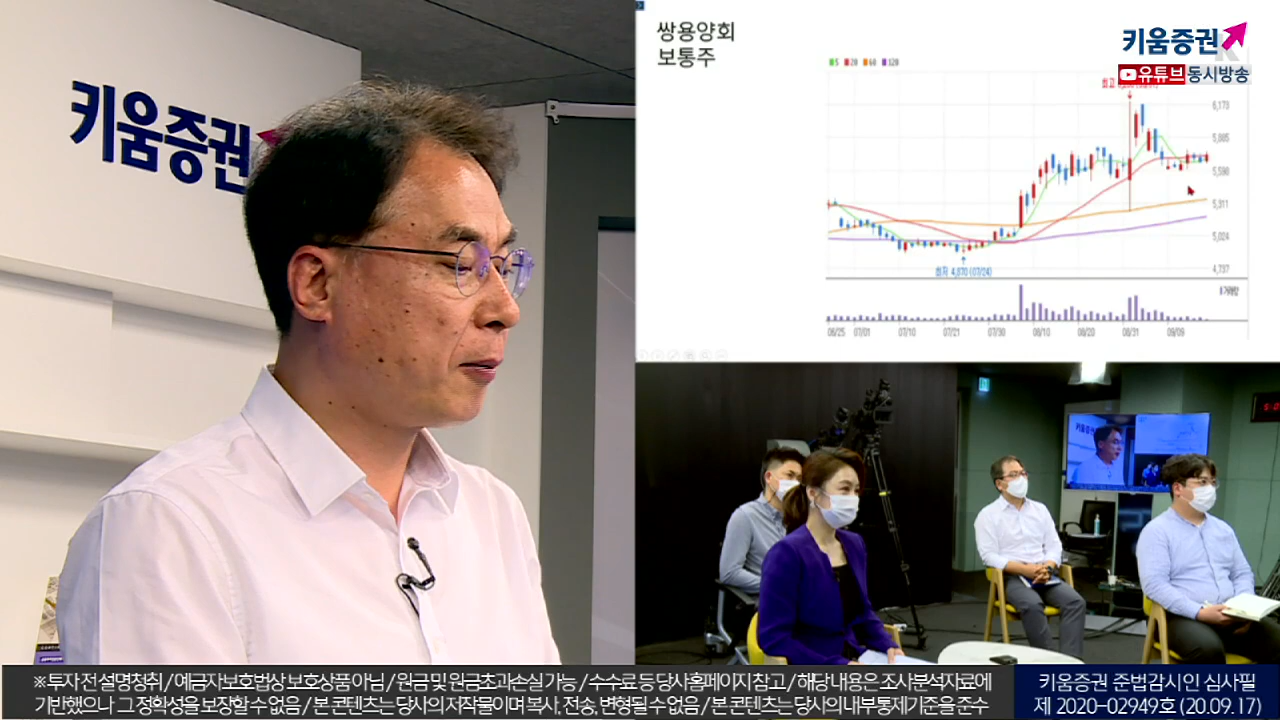 쌍용양회
보통주
키움증권
유튜브 동시방송
키움증권
5 20 60 120
6,173
5,885
5,598
5,311
5,024
4,737
최저 4,870 (07/24)
거래량
06/25 07/01 07/10 07/21 07/30 08/10 08/20 08/31 09/09
※ 투자 전 설명청취 / 예금자보호법상 보호상품 아님 / 원금 및 원금초과손실 가능 / 수수료 등 당사홈페이지 참고 / 해당 내용은 조사분석자료에
기반했으나 그 정확성을 보장할 수 없음 / 본 콘텐츠는 당사의 저작물이며 복사, 전송, 변형될 수 없음 / 본 콘텐츠는 당사의 내부통제기준을 준수
키움증권 준법감시인 심사필
제 2020-02949호 (20.09.17)